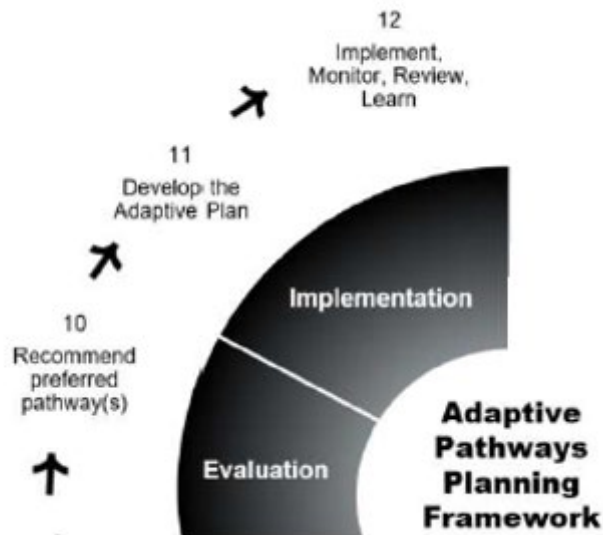 12
Implement,
Monitor, Review,
Learn
11
Develop the
Adaptive Plan
10
Recommend
preferred
pathway(s)
Implementation
Evaluation
Adaptive
Pathways
Planning
Framework